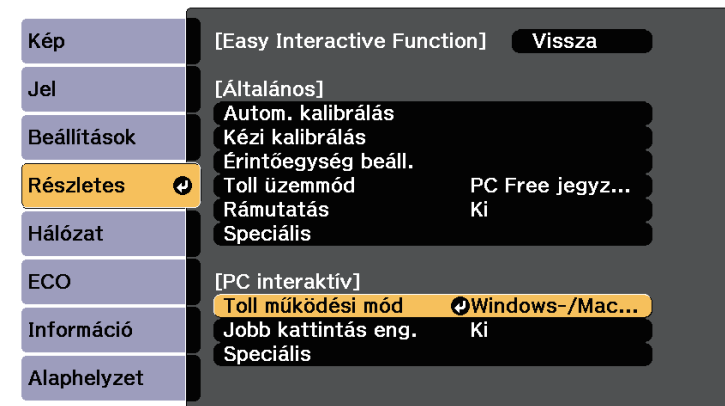 Kép
Jel
Beállítások
Részletes
Hálózat
ECO
Információ
Alaphelyzet
[Easy Interactive Function] Vissza
[Általános]
Autom. kalibrálás
Kézi kalibrálás
Érintőegység beáll.
Toll üzemmód PC Free jegyz...
Rámutatás Ki
Speciális
[PC interaktív]
Toll működési mód Windows-/Mac...
Jobb kattintás eng. Ki
Speciális